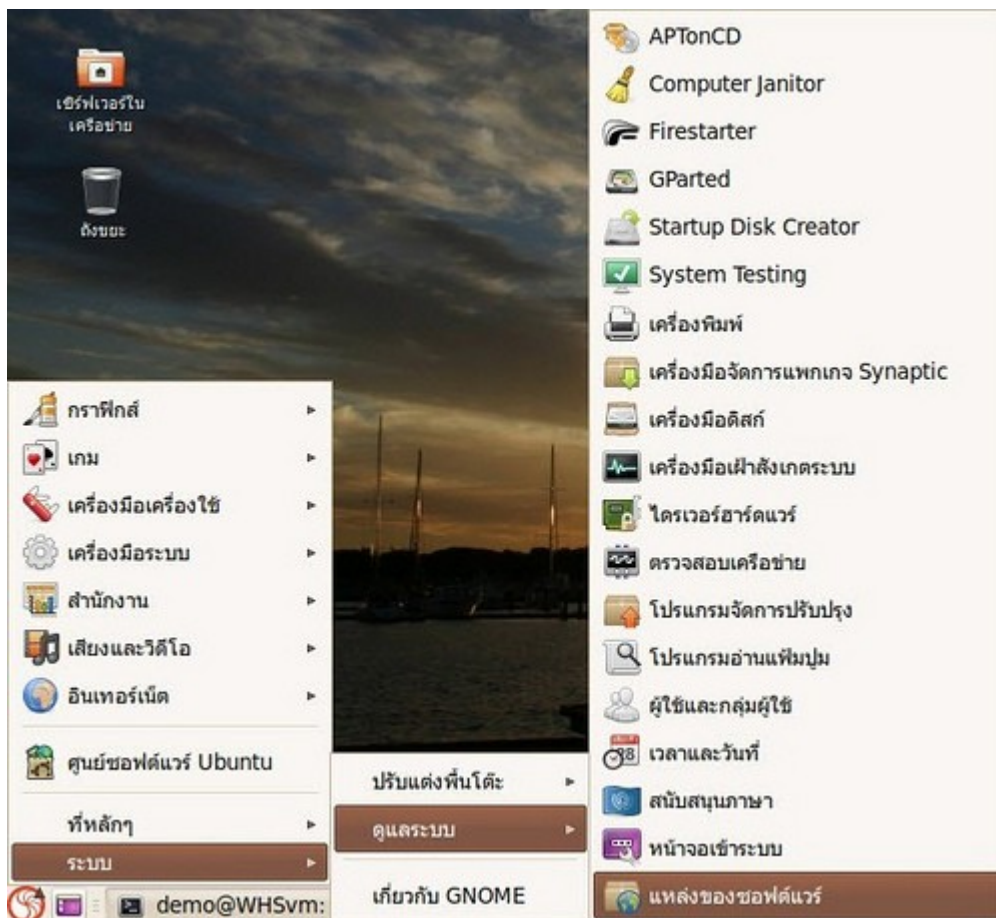 เซิร์ฟเวอร์ใน
เครือข่าย
ถังขยะ
กราฟิกส์
เกม
เครื่องมือเครื่องใช้
เครื่องมือระบบ
สำนักงาน
เสียงและวิดีโอ
อินเทอร์เน็ต
ศูนย์ซอฟต์แวร์ Ubuntu
ที่หลักๆ
ระบบ
demo@WHSvm:
ปรับแต่งพื้นโต๊ะ
ดูแลระบบ
เกี่ยวกับ GNOME
APTonCD
Computer Janitor
Firestarter
GParted
Startup Disk Creator
System Testing
เครื่องพิมพ์
เครื่องมือจัดการแพกเกจ Synaptic
เครื่องมือดิสก์
เครื่องมือเฝ้าสังเกตระบบ
ไดรเวอร์ฮาร์ดแวร์
ตรวจสอบเครือข่าย
โปรแกรมจัดการปรับปรุง
โปรแกรมอ่านแฟ้มปูม
ผู้ใช้และกลุ่มผู้ใช้
เวลาและวันที่
สนับสนุนภาษา
หน้าจอเข้าระบบ
แหล่งของซอฟต์แวร์